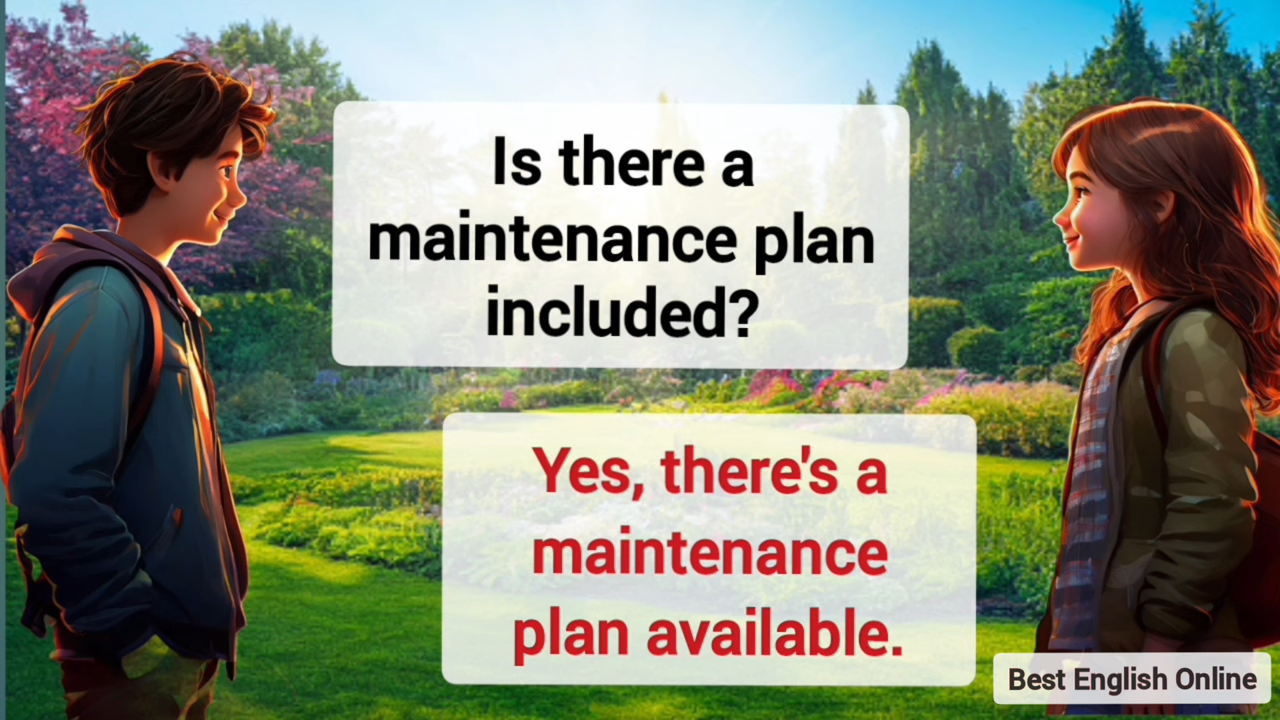 Is there a
maintenance plan
included?
Yes, there's a
maintenance
plan available.
Best English Online